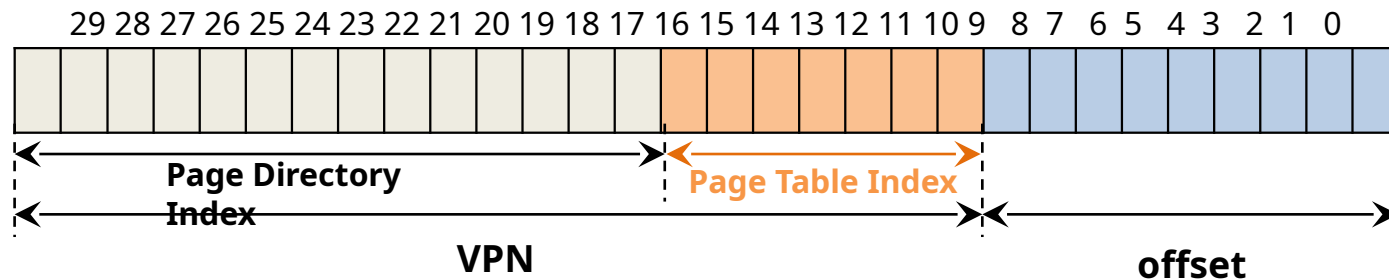 29 28 27 26 25 24 23 22 21 20 19 18 17 16 15 14 13 12 11 10 9 8 7 6 5 4 3 2 1 0
Page Directory
Index
Page Table Index
VPN
offset